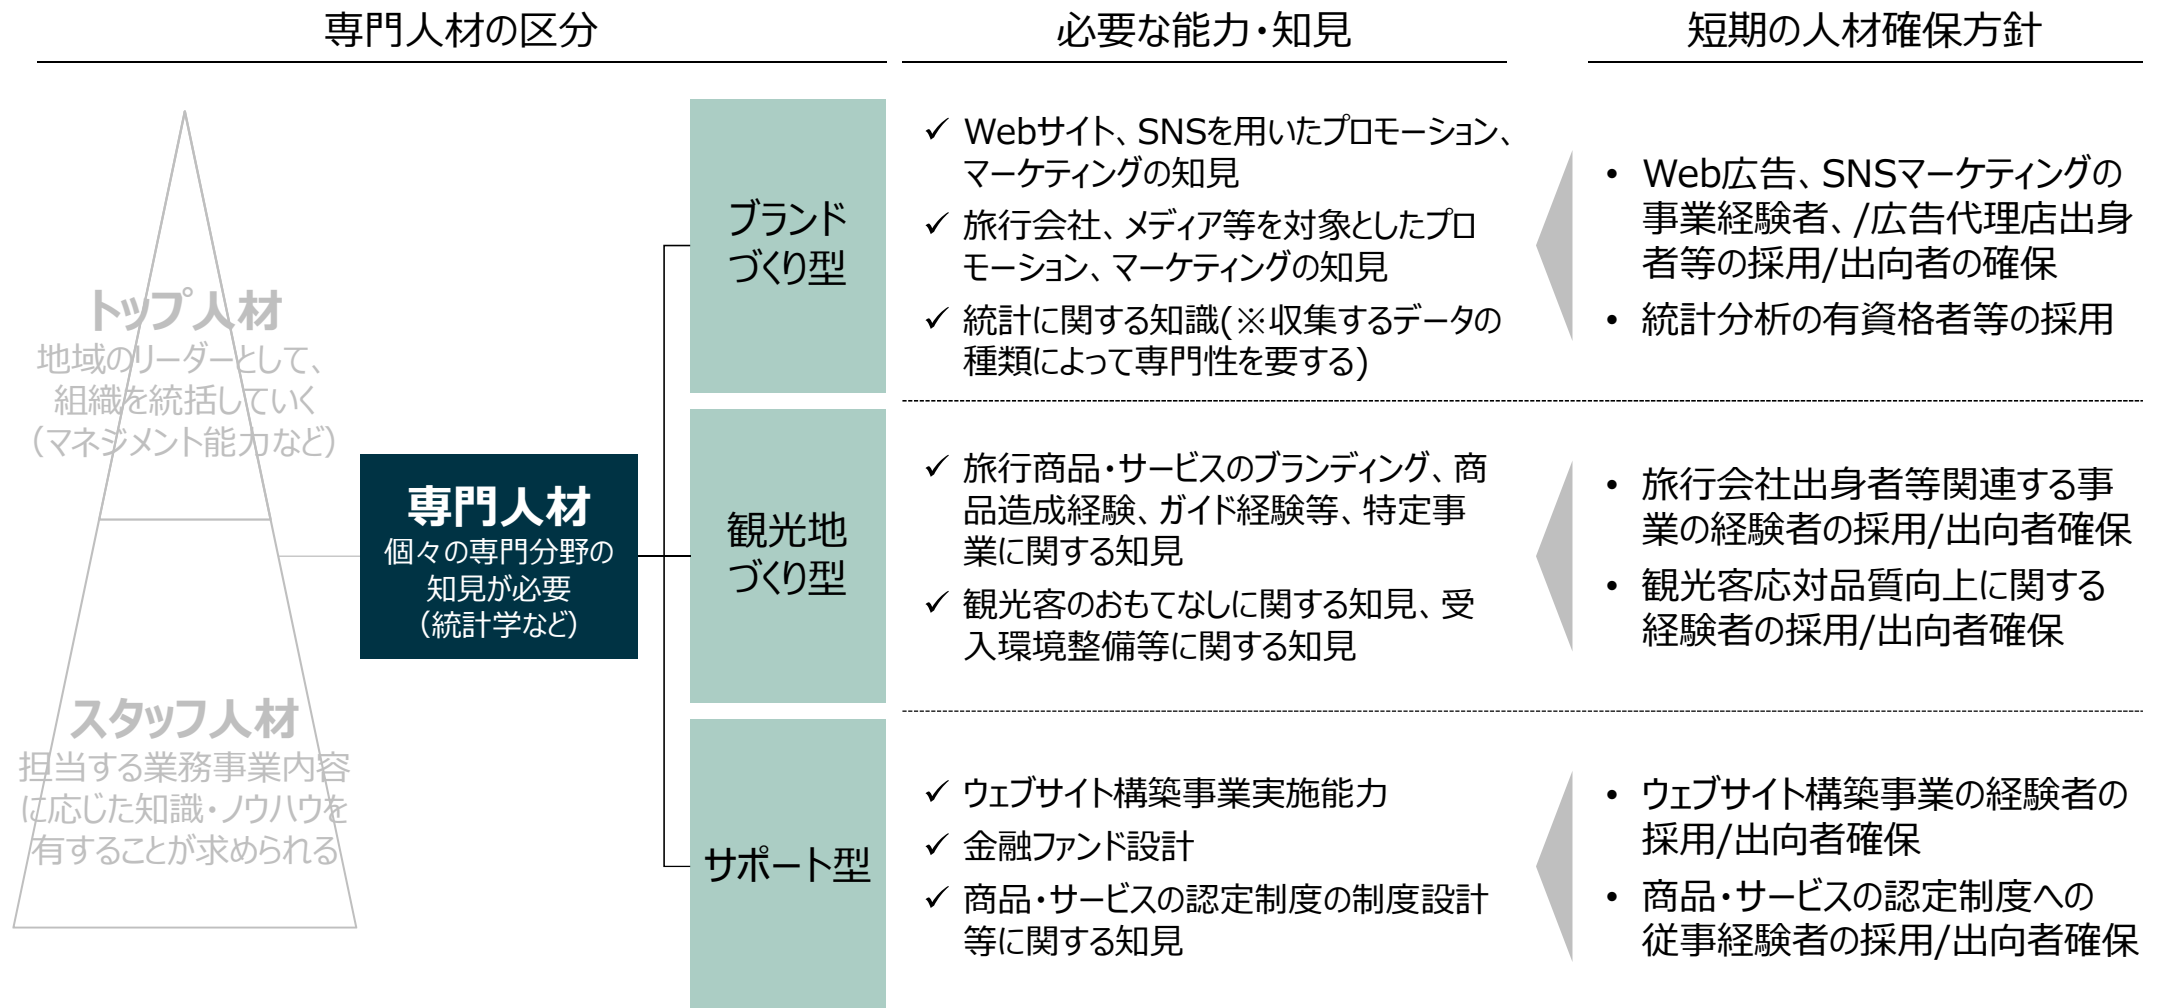 専門人材の区分
必要な能力・知見
短期の人材確保方針
トップ人材
地域のリーダーとして、
組織を統括していく
（マネジメント能力など）
スタッフ人材
担当する業務事業内容
に応じた知識・ノウハウを
有することが求められる
専門人材
個々の専門分野の
知見が必要
（統計学など）
ブランド
づくり型
✓ Webサイト、SNSを用いたプロモーション、
マーケティングの知見
✓ 旅行会社、メディア等を対象としたプロ
モーション、マーケティングの知見
✓ 統計に関する知識(※収集するデータの
種類によって専門性を要する)
• Web広告、SNSマーケティングの
事業経験者、/広告代理店出身
者等の採用/出向者の確保
• 統計分析の有資格者等の採用
観光地
づくり型
✓ 旅行商品・サービスのブランディング、商
品造成経験、ガイド経験等、特定事
業に関する知見
✓ 観光客のおもてなしに関する知見、受
入環境整備等に関する知見
• 旅行会社出身者等関連する事
業の経験者の採用/出向者確保
• 観光客応対品質向上に関する
経験者の採用/出向者確保
サポート型
✓ ウェブサイト構築事業実施能力
✓ 金融ファンド設計
✓ 商品・サービスの認定制度の制度設計
等に関する知見
• ウェブサイト構築事業の経験者の
採用/出向者確保
• 商品・サービスの認定制度への
従事経験者の採用/出向者確保